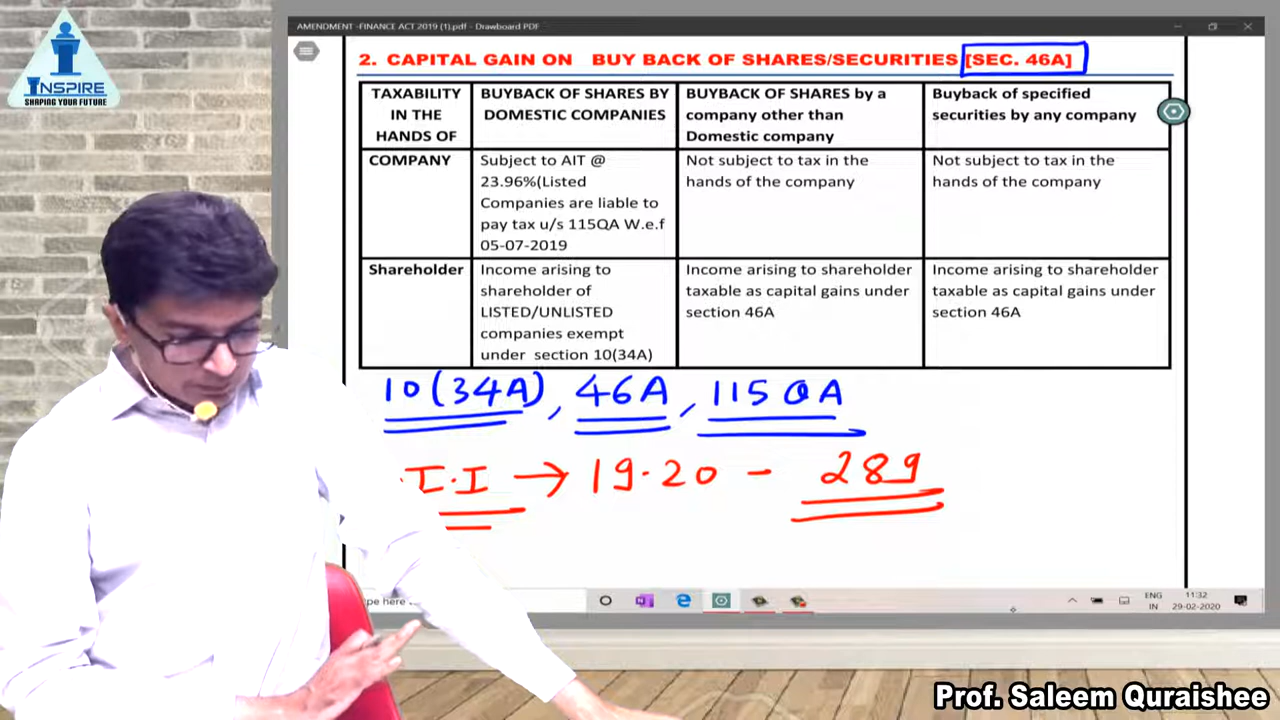 AMENDMENT -FINANCE ACT 2019 (1).pdf - Drawboard PDF
INSPIRE
SHAPING YOUR FUTURE
2. CAPITAL GAIN ON BUY BACK OF SHARES/SECURITIES [SEC. 46A]
TAXABILITY
IN THE
HANDS OF
BUYBACK OF SHARES BY
DOMESTIC COMPANIES
BUYBACK OF SHARES by a
company other than
Domestic company
Buyback of specified
securities by any company
COMPANY
Subject to AIT @
23.96%(Listed
Companies are liable to
pay tax u/s 115QA W.e.f
05-07-2019
Not subject to tax in the
hands of the company
Not subject to tax in the
hands of the company
Shareholder
Income arising to
shareholder of
LISTED/UNLISTED
companies exempt
under section 10(34A)
Income arising to shareholder
taxable as capital gains under
section 46A
Income arising to shareholder
taxable as capital gains under
section 46A
10(34A), 46A, 115QA
.I.I → 19.20 - 289
pe here
ENG
IN
11:32
29-02-2020
Prof. Saleem Quraishee